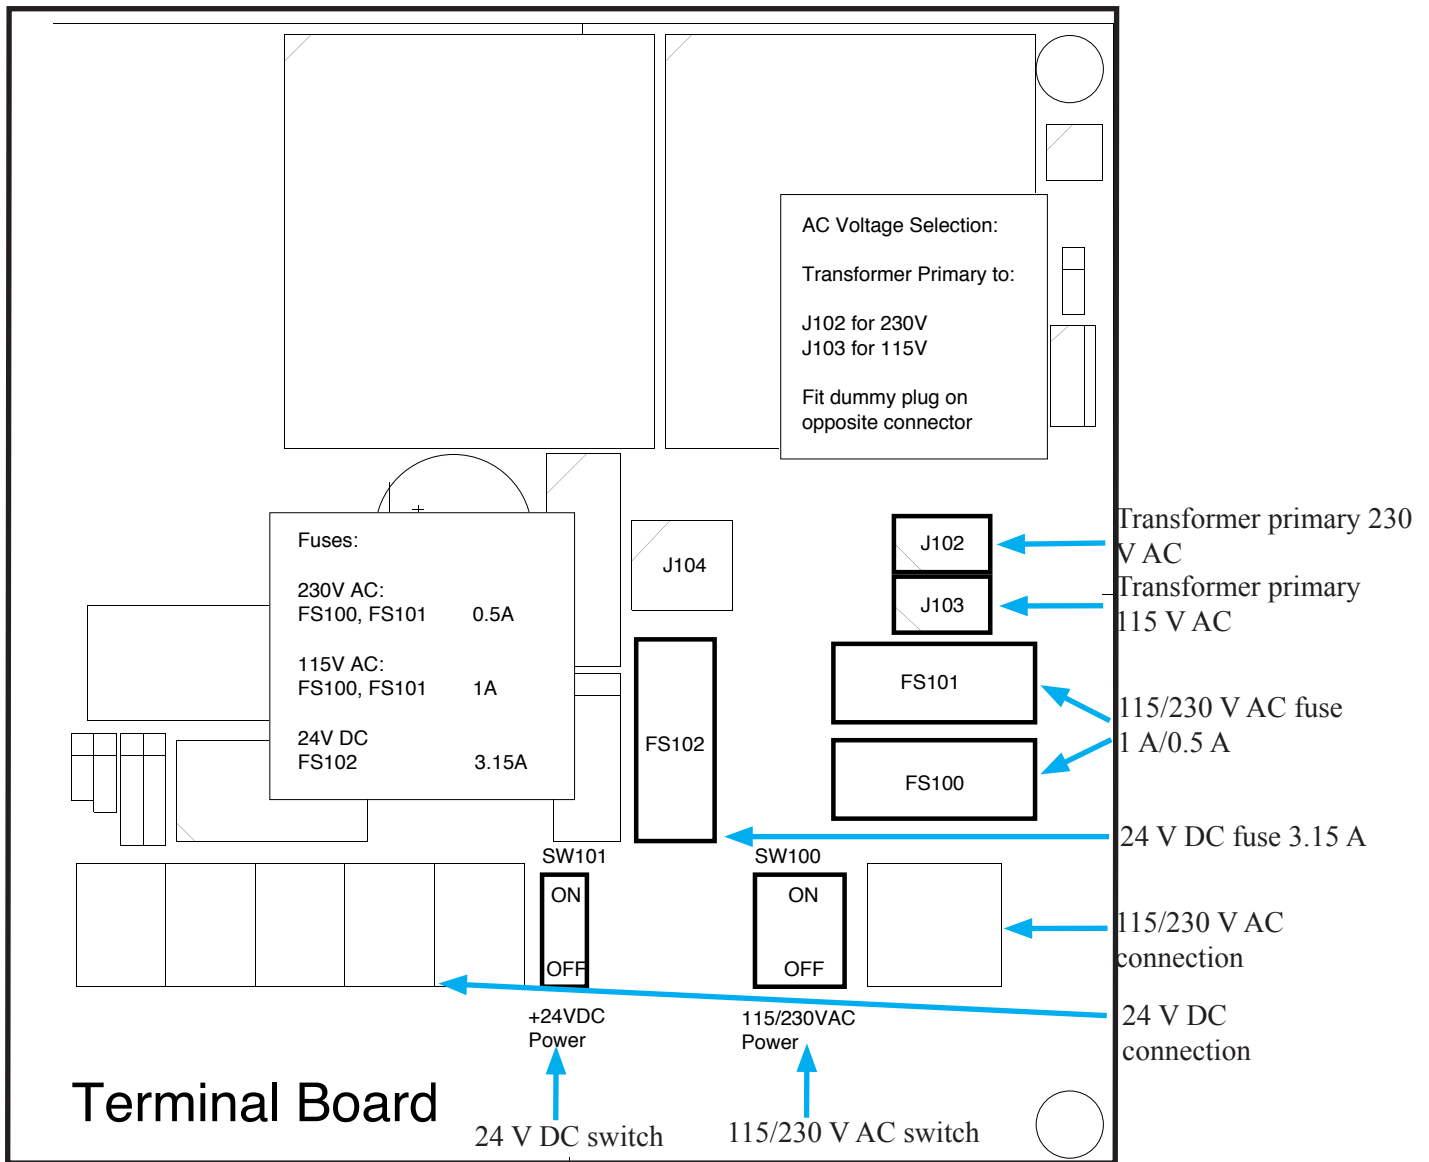 AC Voltage Selection:
Transformer Primary to:
J102 for 230V
J103 for 115V
Fit dummy plug on
opposite connector
Fuses:
230V AC:
FS100, FS101 0.5A
115V AC:
FS100, FS101 1A
24V DC
FS102 3.15A
J104
J102
J103
FS101
FS102
FS100
Transformer primary 230
V AC
Transformer primary
115 V AC
115/230 V AC fuse
1 A/0.5 A
24 V DC fuse 3.15 A
SW101
ON
OFF
+24VDC
Power
SW100
ON
OFF
115/230VAC
Power
115/230 V AC
connection
24 V DC
connection
Terminal Board
24 V DC switch
115/230 V AC switch